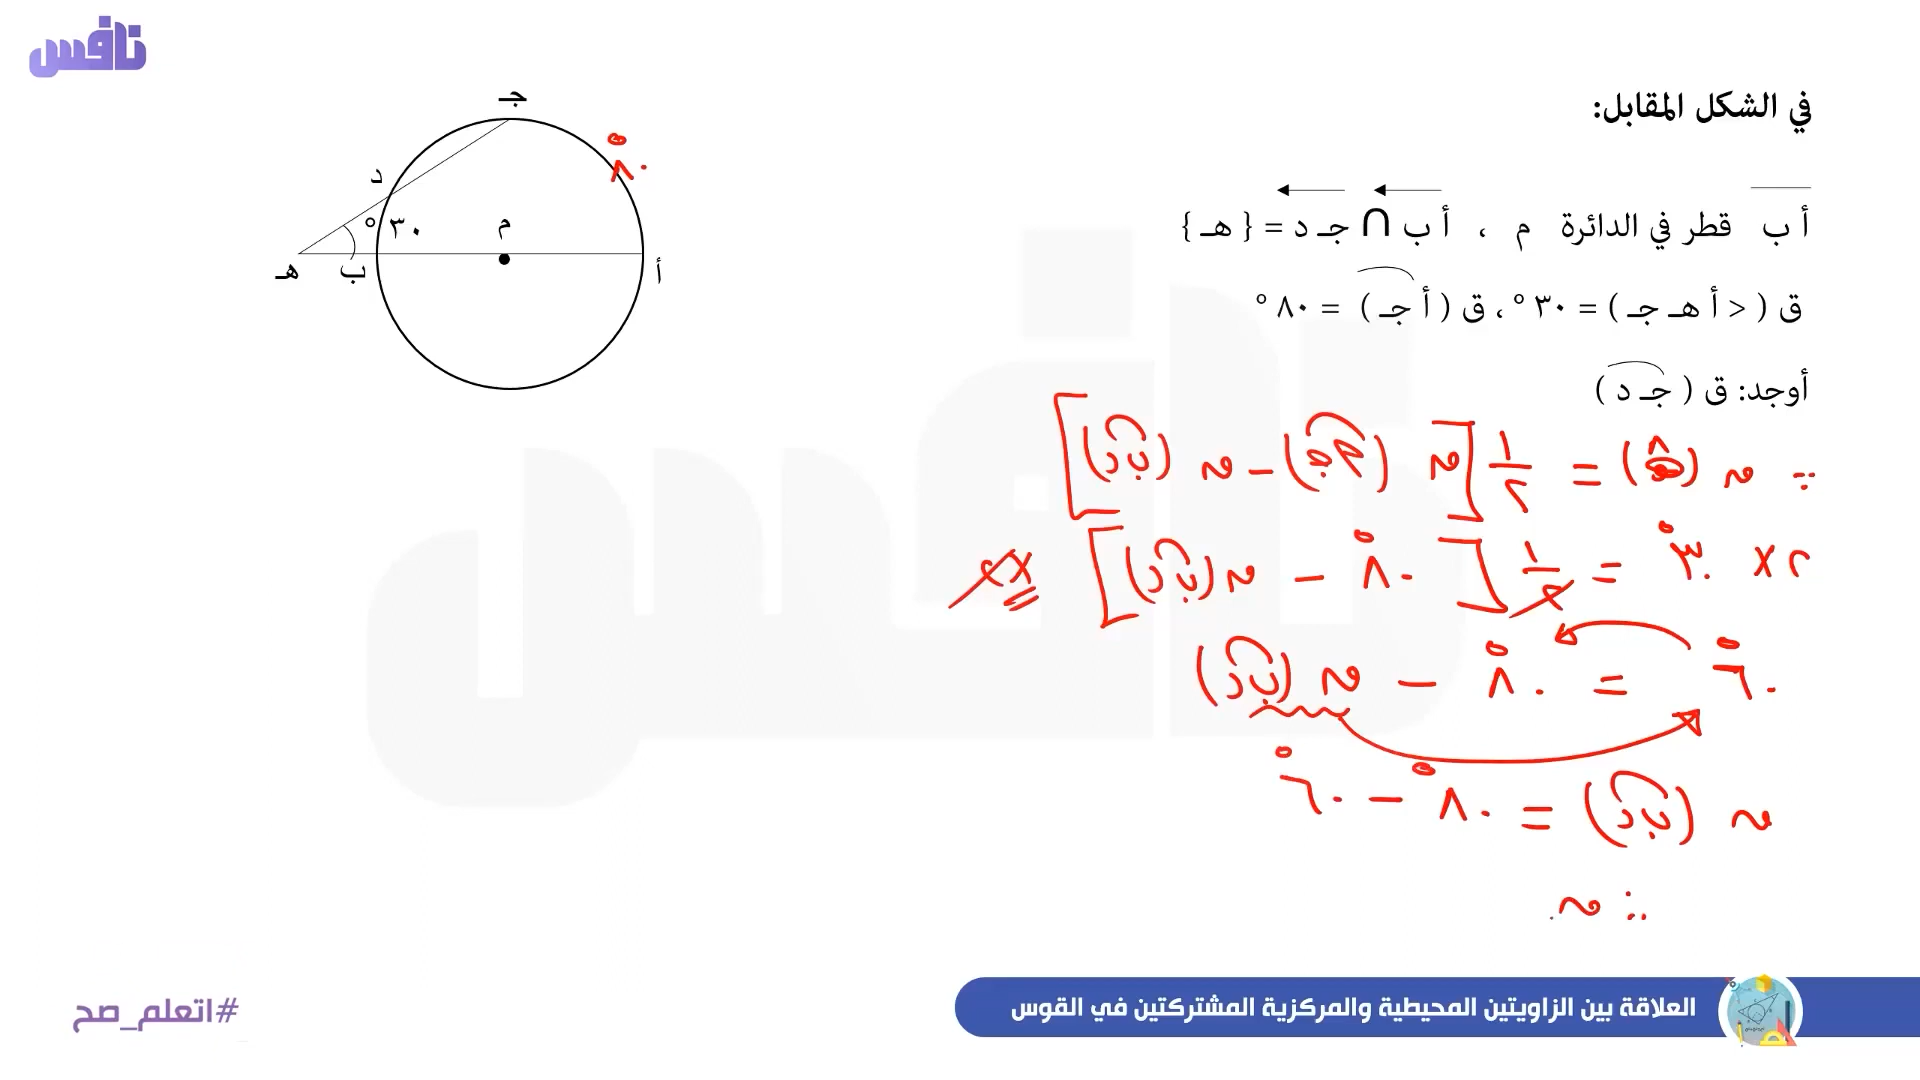 نافس
في الشكل المقابل:
أ ب قطر في الدائرة م ، أ ب ∩ جـ د = { هـ }
ق ( < أ هـ جـ ) = ٣٠ ° ، ق ( أ جـ ) = ٨٠ °
أوجد: ق ( جـ د )
جـ
٨٠°
د
٣٠ °
م
هـ
ب
أ
∵ ق (هـ) = ١/٢ [ق (أجـ) − ق (ب د)]
٢ × ٣٠° = ١/٢ [٨٠° − ق (ب د)] ×٢
٦٠° = ٨٠° − ق (ب د)
ق (ب د) = ٨٠° − ٦٠°
∵ ق
العلاقة بين الزاويتين المحيطية والمركزية المشتركتين في القوس
#اتعلم_صح